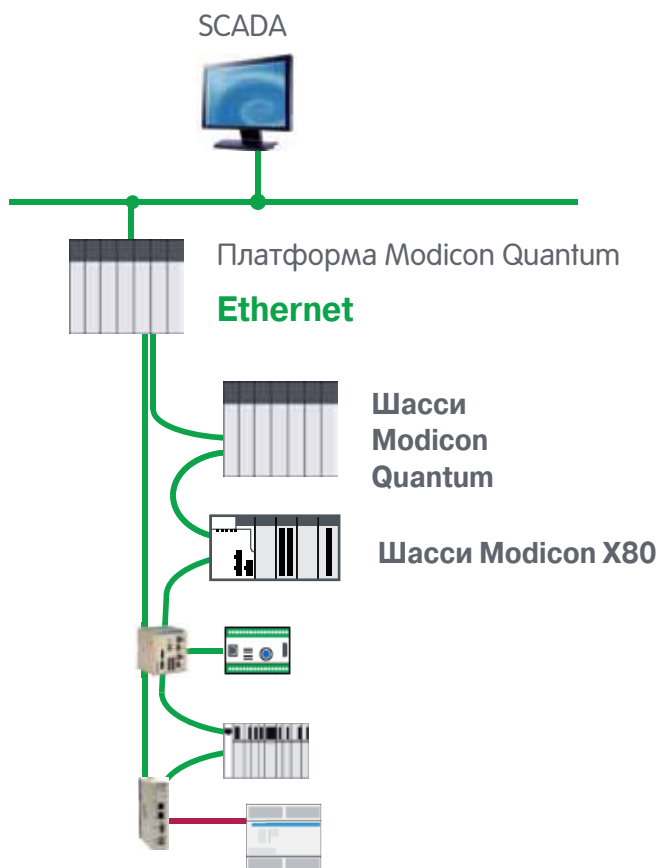 SCADA
Платформа Modicon Quantum
Ethernet
Шасси
Modicon
Quantum
Шасси Modicon X80